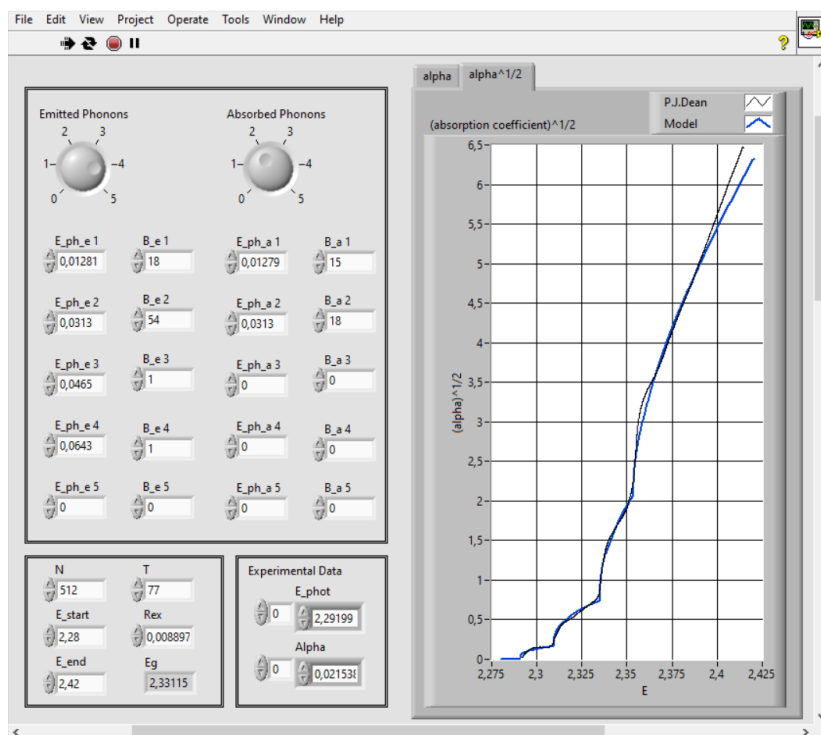 File Edit View Project Operate Tools Window Help
?
Emitted Phonons
0 1 2 3 4 5
Absorbed Phonons
0 1 2 3 4 5
E_ph_e 1 B_e 1 E_ph_a 1 B_a 1
0,01281 18 0,01279 15
E_ph_e 2 B_e 2 E_ph_a 2 B_a 2
0,0313 54 0,0313 18
E_ph_e 3 B_e 3 E_ph_a 3 B_a 3
0,0465 1 0 0
E_ph_e 4 B_e 4 E_ph_a 4 B_a 4
0,0643 1 0 0
E_ph_e 5 B_e 5 E_ph_a 5 B_a 5
0 0 0 0
N T
512 77
E_start Rex
2,28 0,008897
E_end Eg
2,42 2,33115
Experimental Data
E_phot
0 2,29199
Alpha
0 0,021538
alpha alpha^1/2
P.J.Dean
(absorption coefficient)^1/2 Model
(alpha)^1/2
6,5
6
5,5
5
4,5
4
3,5
3
2,5
2
1,5
1
0,5
0
2,275 2,3 2,325 2,35 2,375 2,4 2,425
E